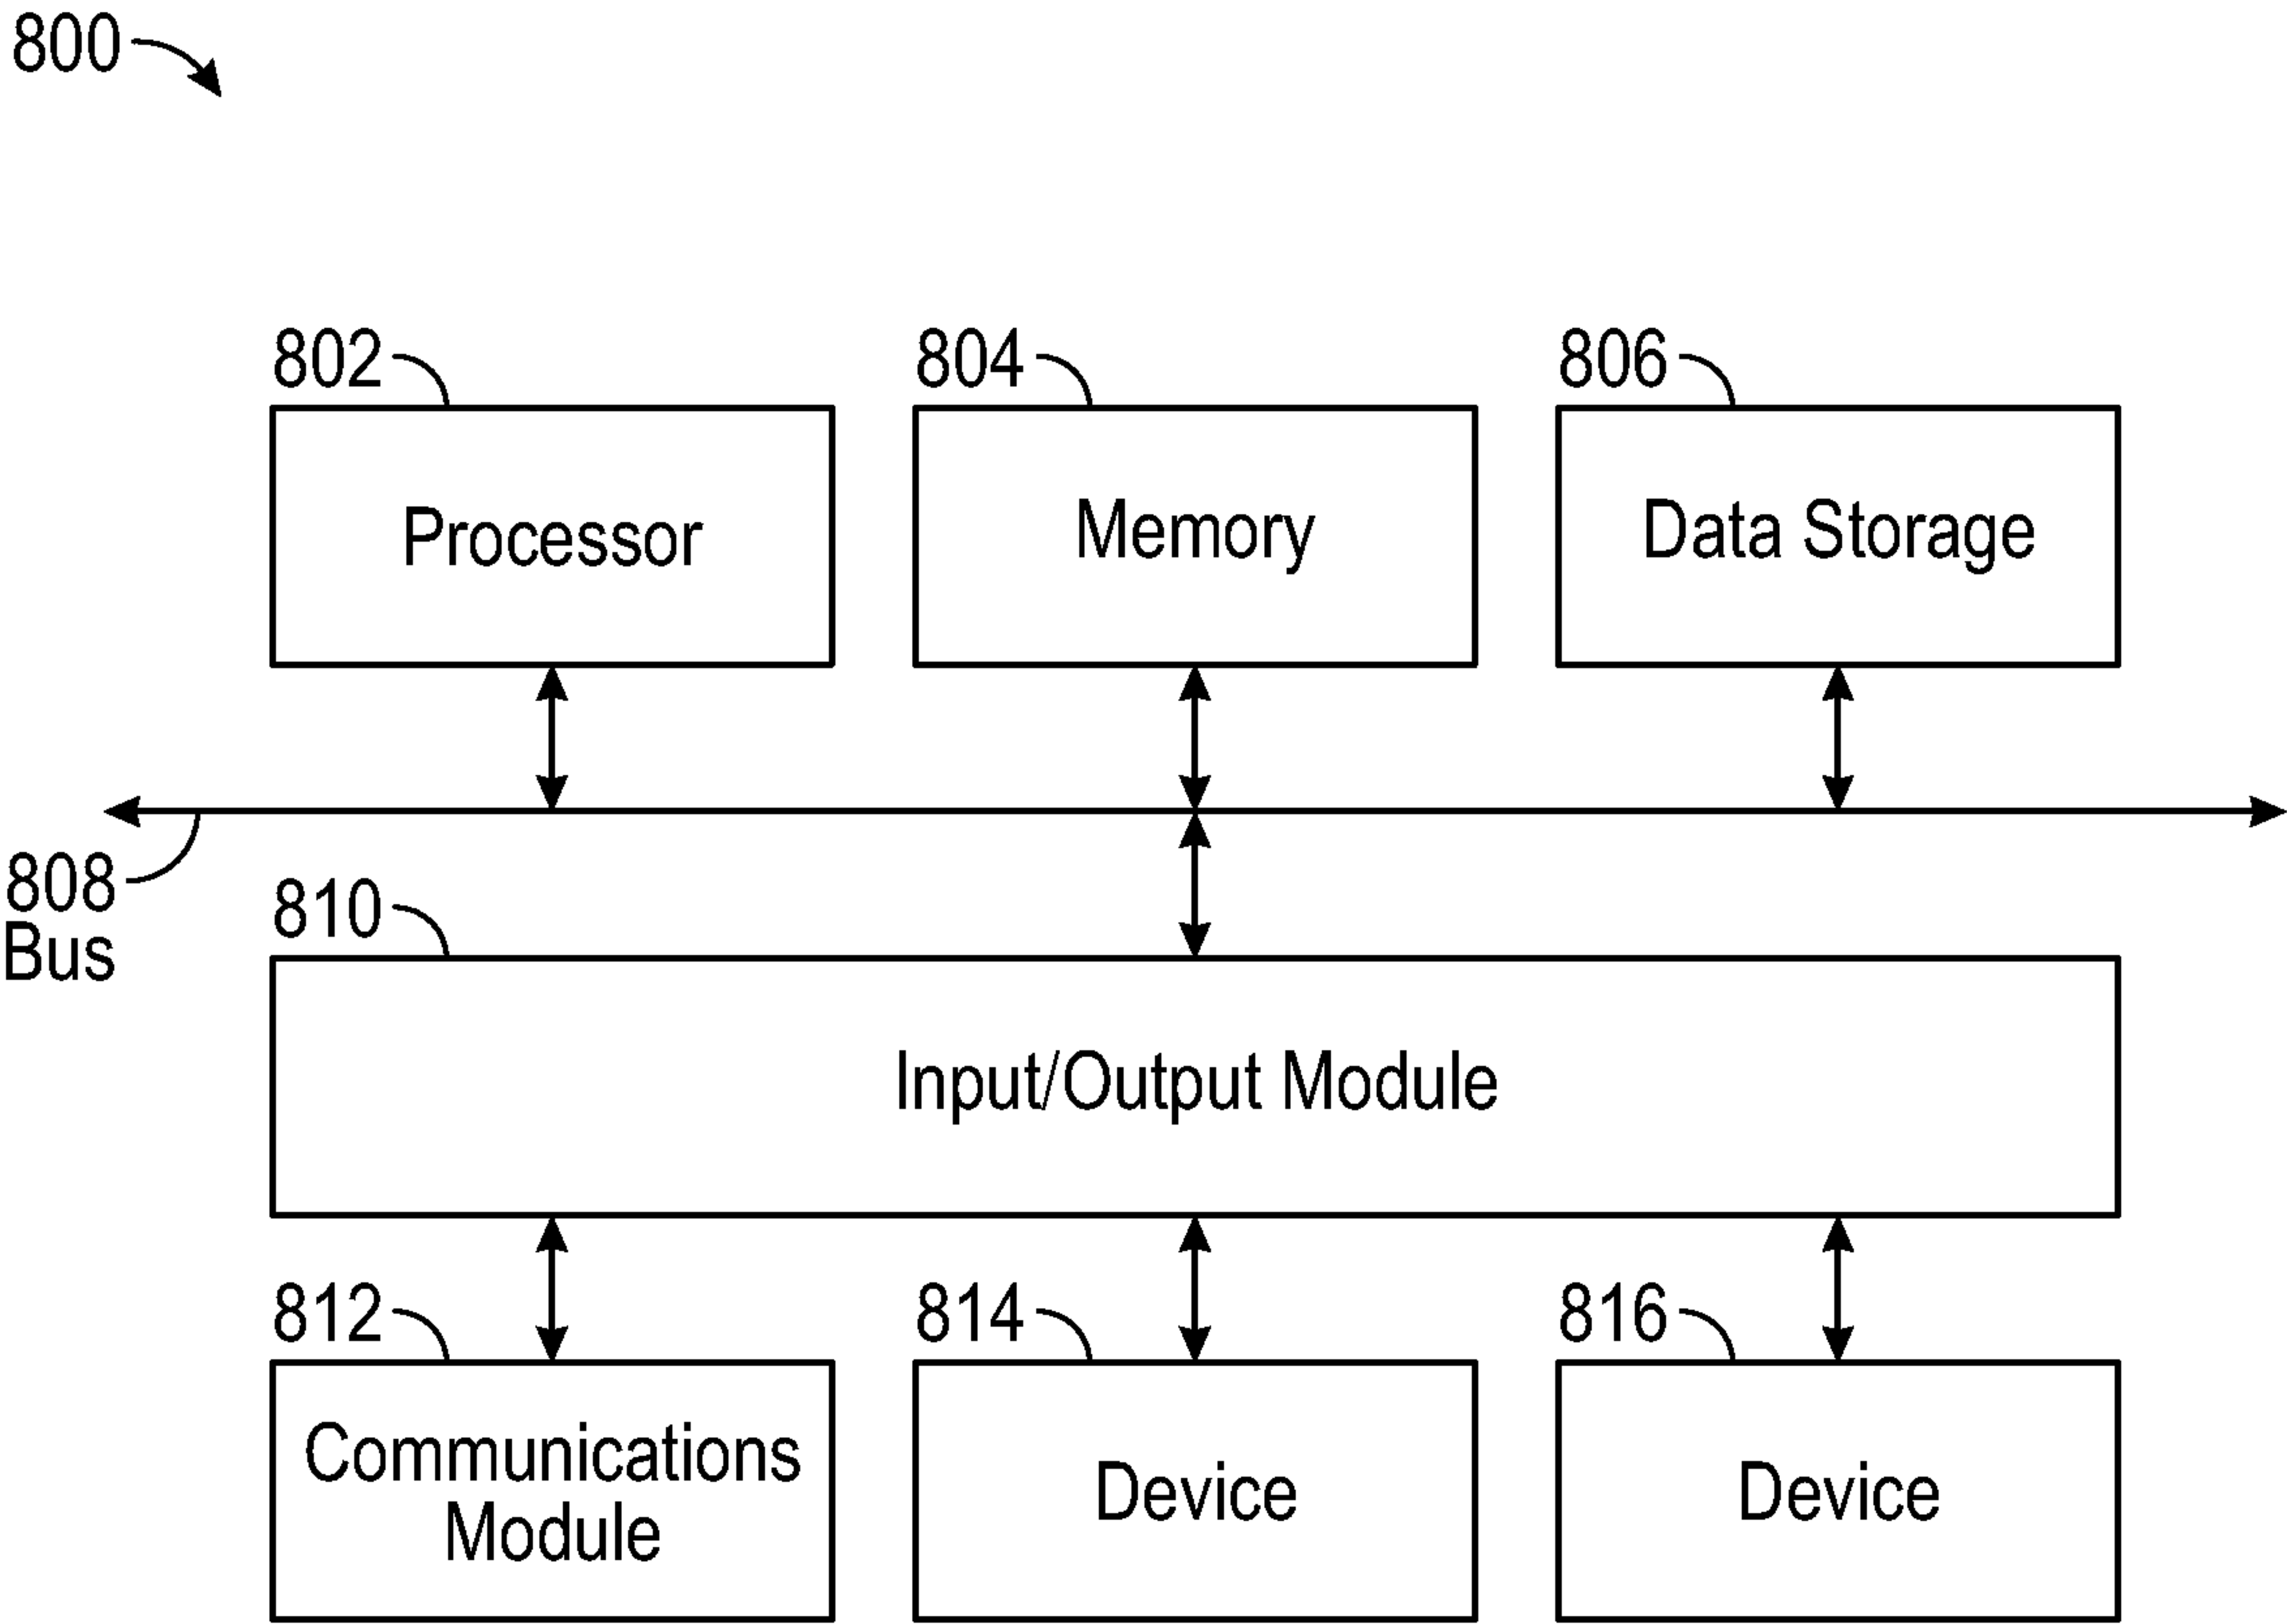 800
802
804
806
Processor
Memory
Data Storage
808
Bus
810
Input/Output Module
812
814
816
Communications
Module
Device
Device